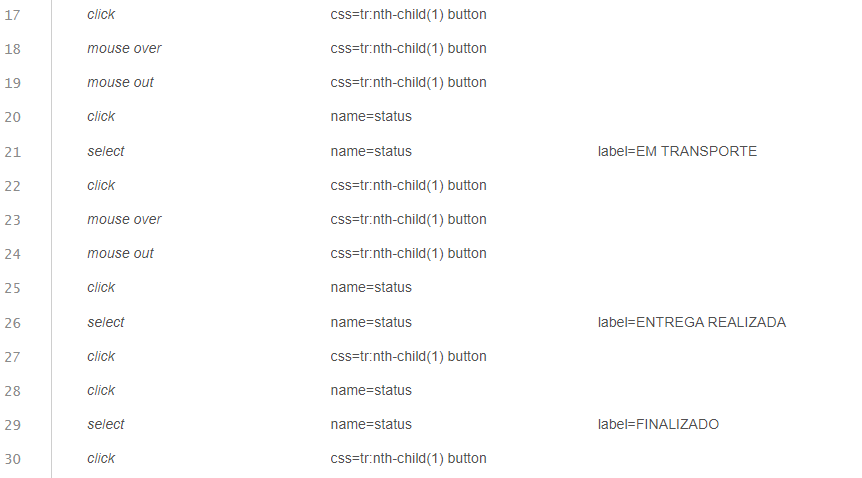 17 click css=tr:nth-child(1) button
18 mouse over css=tr:nth-child(1) button
19 mouse out css=tr:nth-child(1) button
20 click name=status
21 select name=status label=EM TRANSPORTE
22 click css=tr:nth-child(1) button
23 mouse over css=tr:nth-child(1) button
24 mouse out css=tr:nth-child(1) button
25 click name=status
26 select name=status label=ENTREGA REALIZADA
27 click css=tr:nth-child(1) button
28 click name=status
29 select name=status label=FINALIZADO
30 click css=tr:nth-child(1) button